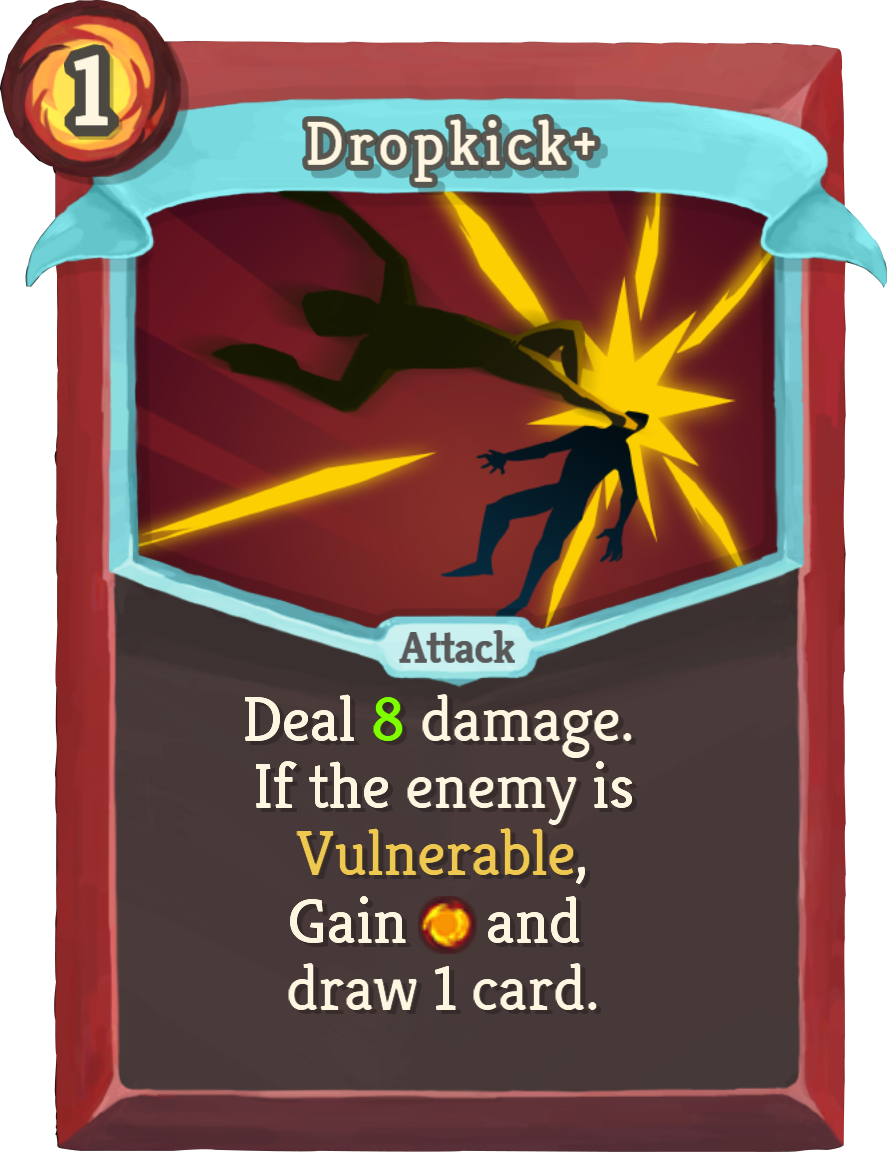 1
Dropkick+
Attack
Deal 8 damage.
If the enemy is
Vulnerable,
Gain and
draw 1 card.